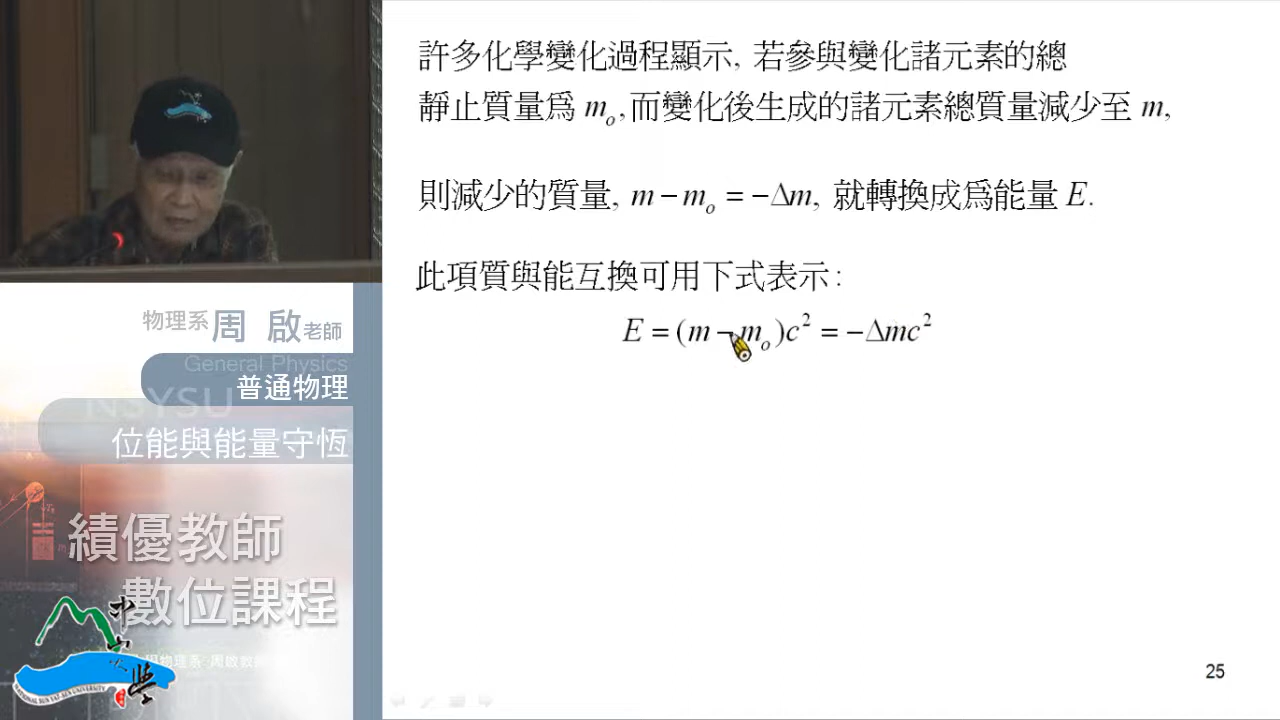 許多化學變化過程顯示, 若參與變化諸元素的總
靜止質量為 mₒ,而變化後生成的諸元素總質量減少至 m,
則減少的質量, m − mₒ = −Δm, 就轉換成為能量 E.
此項質與能互換可用下式表示:
E = (m − mₒ)c² = −Δmc²
25
物理系周 啟老師
General Physics
普通物理
NSYSU
位能與能量守恆
績優教師
數位課程